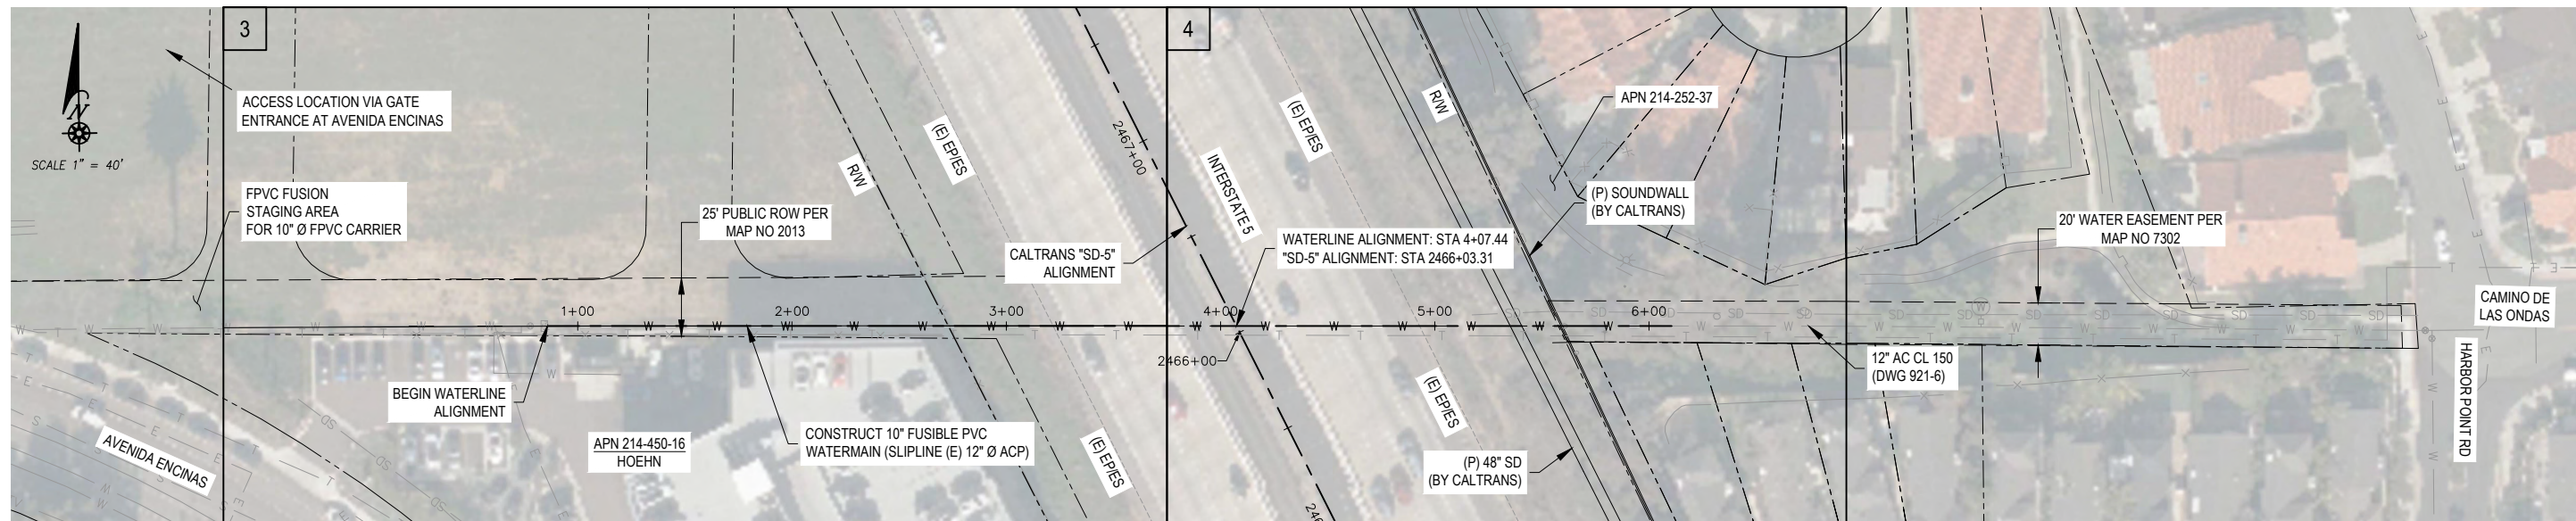 3
4
N
SCALE 1" = 40'
ACCESS LOCATION VIA GATE
ENTRANCE AT AVENIDA ENCINAS
FPVC FUSION
STAGING AREA
FOR 10" Ø FPVC CARRIER
25' PUBLIC ROW PER
MAP NO 2013
R/W
(E) EP/ES
2467+00
INTERSTATE 5
CALTRANS "SD-5"
ALIGNMENT
(E) EP/ES
R/W
APN 214-252-37
(P) SOUNDWALL
(BY CALTRANS)
WATERLINE ALIGNMENT: STA 4+07.44
"SD-5" ALIGNMENT: STA 2466+03.31
20' WATER EASEMENT PER
MAP NO 7302
CAMINO DE
LAS ONDAS
1+00
2+00
3+00
4+00
5+00
6+00
2466+00
BEGIN WATERLINE
ALIGNMENT
APN 214-450-16
HOEHN
CONSTRUCT 10" FUSIBLE PVC
WATERMAIN (SLIPLINE (E) 12" Ø ACP)
(E) EP/ES
(E) EP/ES
(P) 48" SD
(BY CALTRANS)
12" AC CL 150
(DWG 921-6)
HARBOR POINT RD
AVENIDA ENCINAS